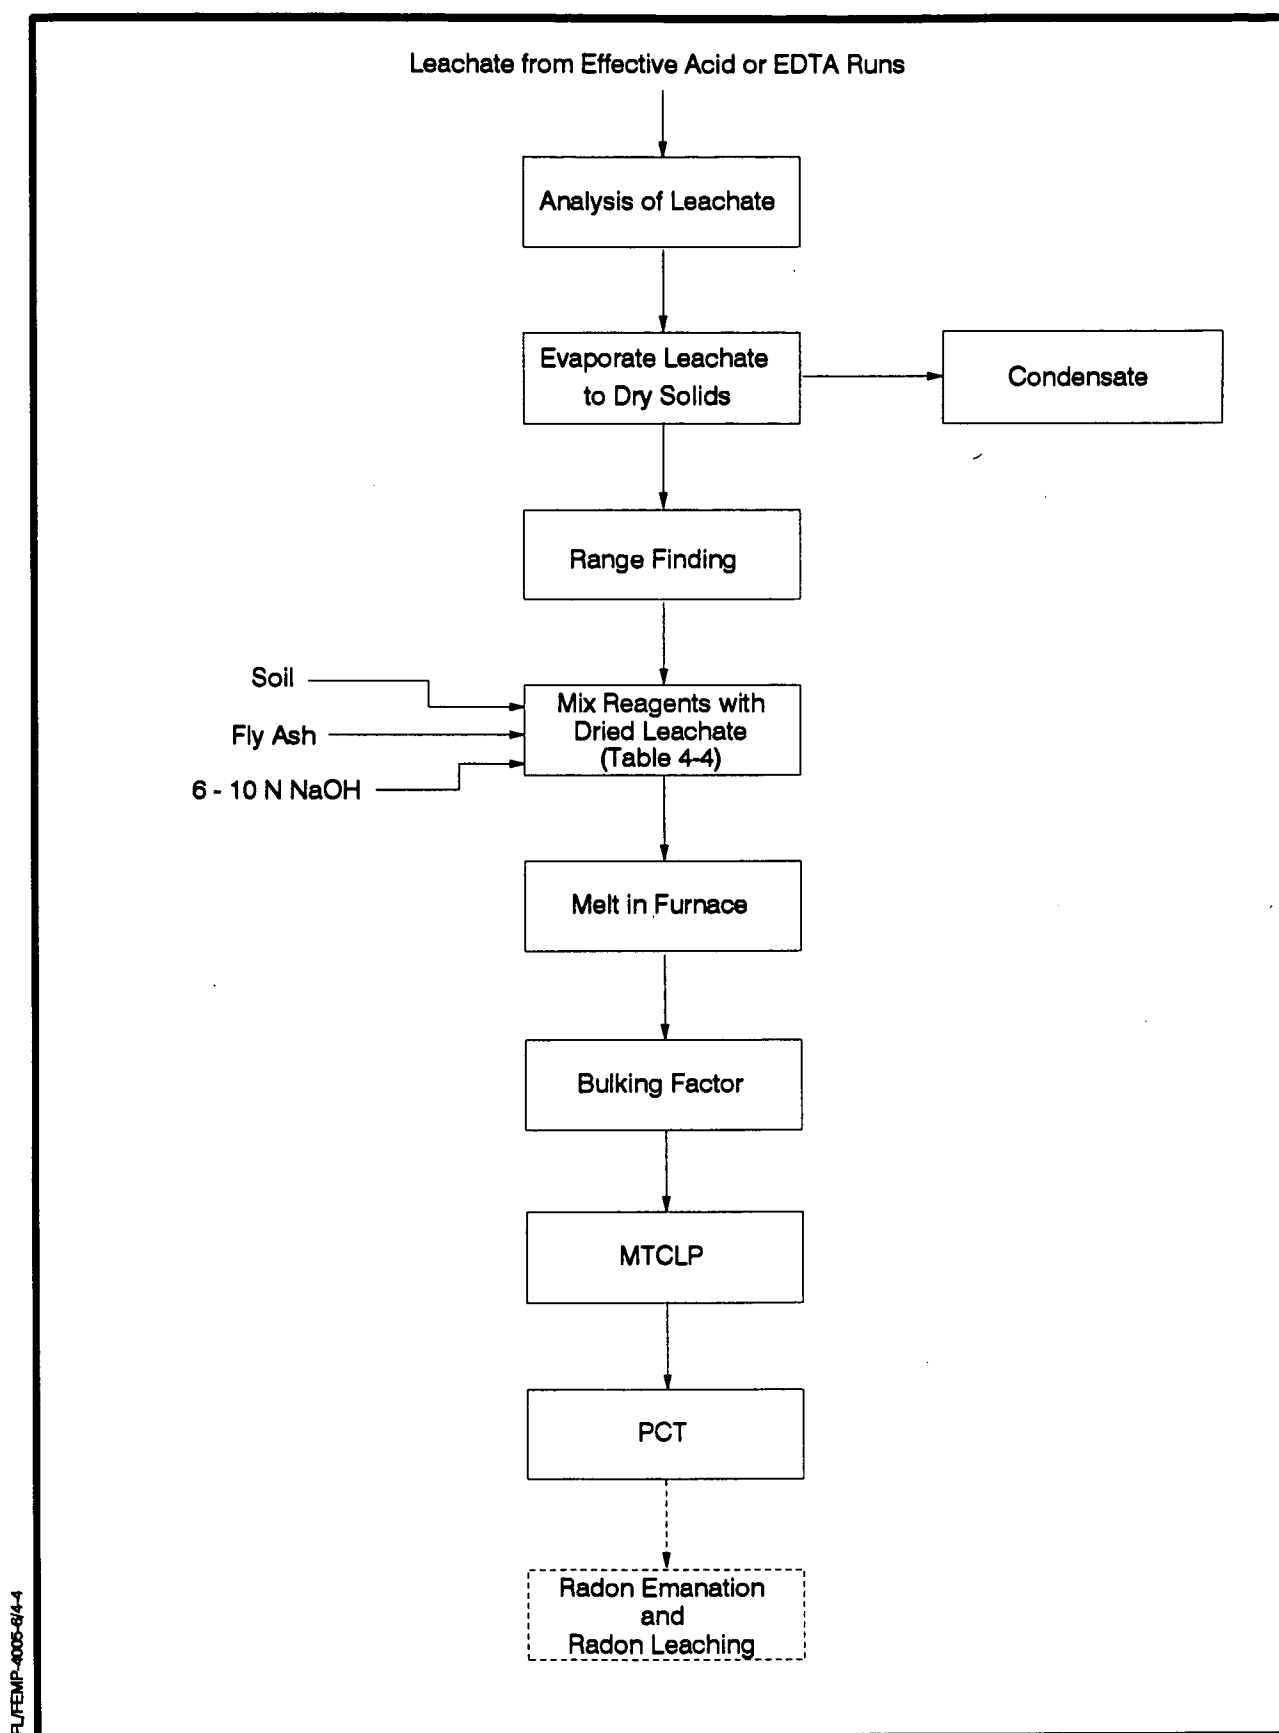 Leachate from Effective Acid or EDTA Runs
Analysis of Leachate
Evaporate Leachate
to Dry Solids
Condensate
Range Finding
Soil
Fly Ash
6 - 10 N NaOH
Mix Reagents with
Dried Leachate
(Table 4-4)
Melt in Furnace
Bulking Factor
MTCLP
PCT
Radon Emanation
and
Radon Leaching
FL/FEMP-4005-6/4-4